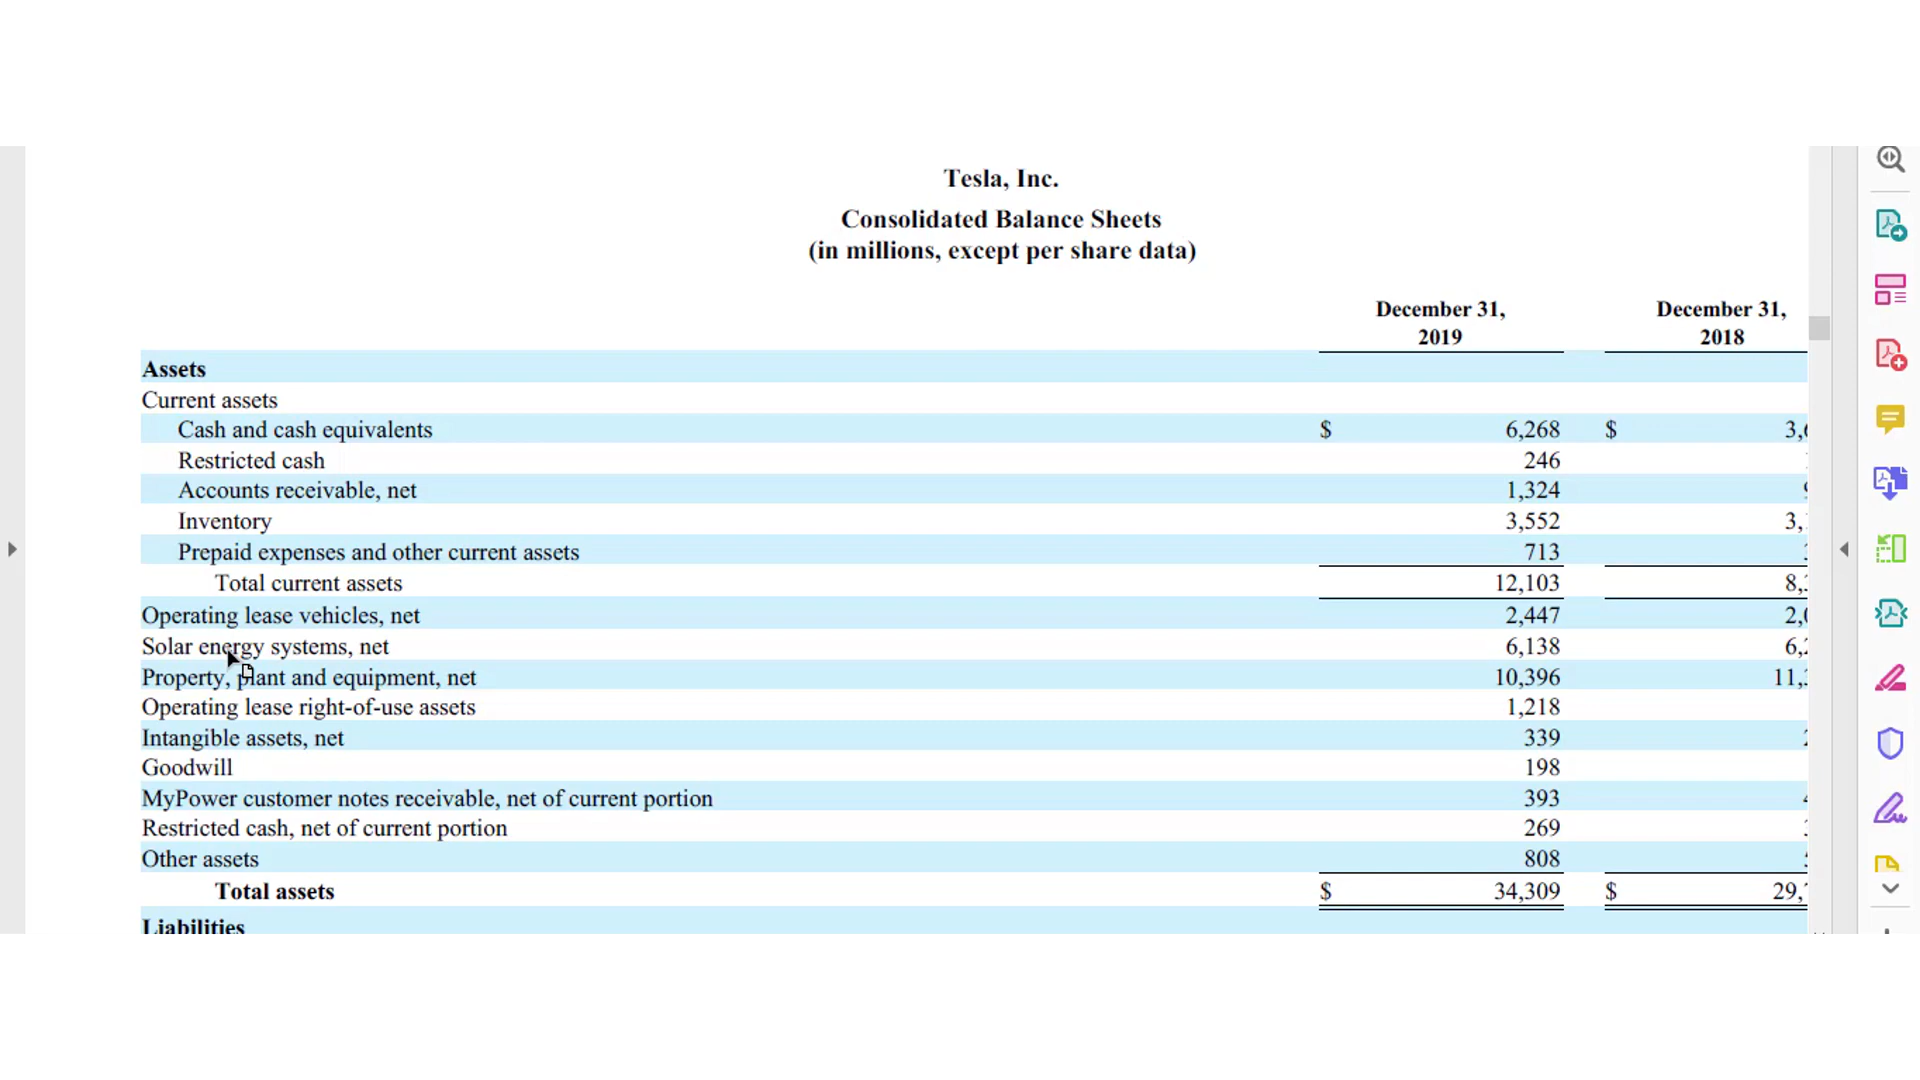 Tesla, Inc.
Consolidated Balance Sheets
(in millions, except per share data)
December 31, December 31,
2019 2018
Assets
Current assets
Cash and cash equivalents $ 6,268 $
Restricted cash 246
Accounts receivable, net 1,324
Inventory 3,552
Prepaid expenses and other current assets 713
Total current assets 12,103
Operating lease vehicles, net 2,447
Solar energy systems, net 6,138
Property, plant and equipment, net 10,396
Operating lease right-of-use assets 1,218
Intangible assets, net 339
Goodwill 198
MyPower customer notes receivable, net of current portion 393
Restricted cash, net of current portion 269
Other assets 808
Total assets $ 34,309 $
Liabilities